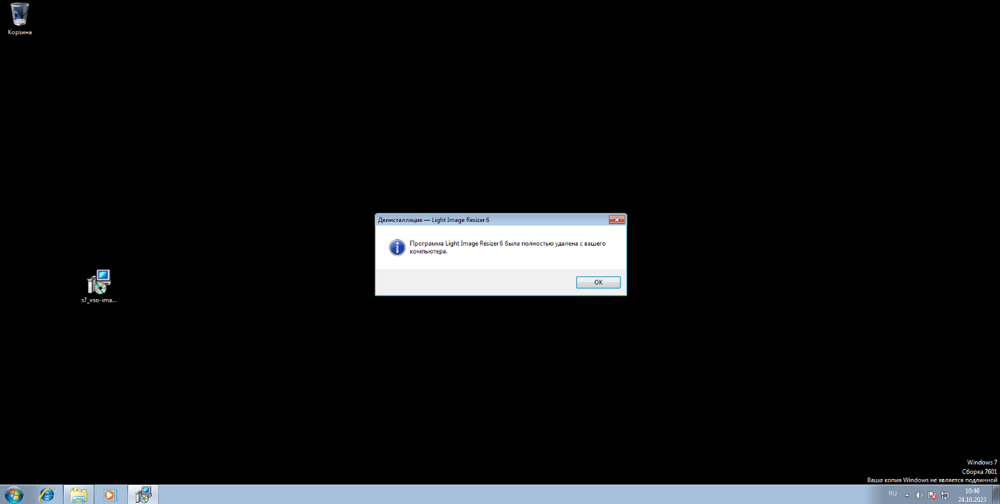 Корзина
Деинсталляция — Light Image Resizer 6
Программа Light Image Resizer 6 была полностью удалена с вашего
компьютера.
OK
з7_vso-ima...
Windows 7
Сборка 7601
Ваша копия Windows не является подлинной
RU
10:46
24.10.2023